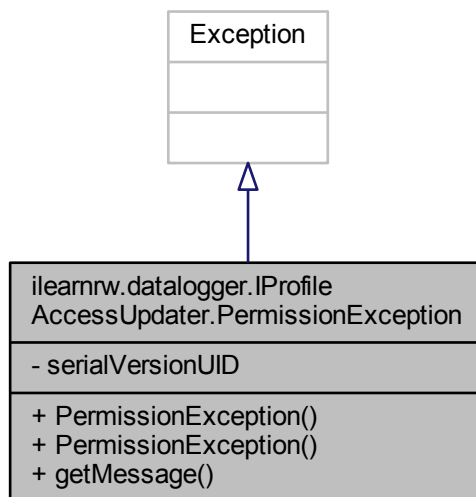 Exception
ilearnrw.datalogger.IProfile
AccessUpdater.PermissionException
- serialVersionUID
+ PermissionException()
+ PermissionException()
+ getMessage()